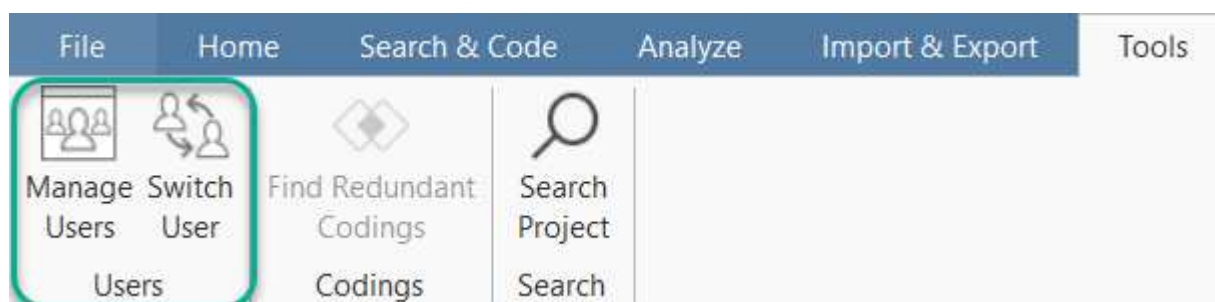 File Home Search & Code Analyze Import & Export Tools
Manage Switch Find Redundant Search
Users User Codings Project
Users Codings Search